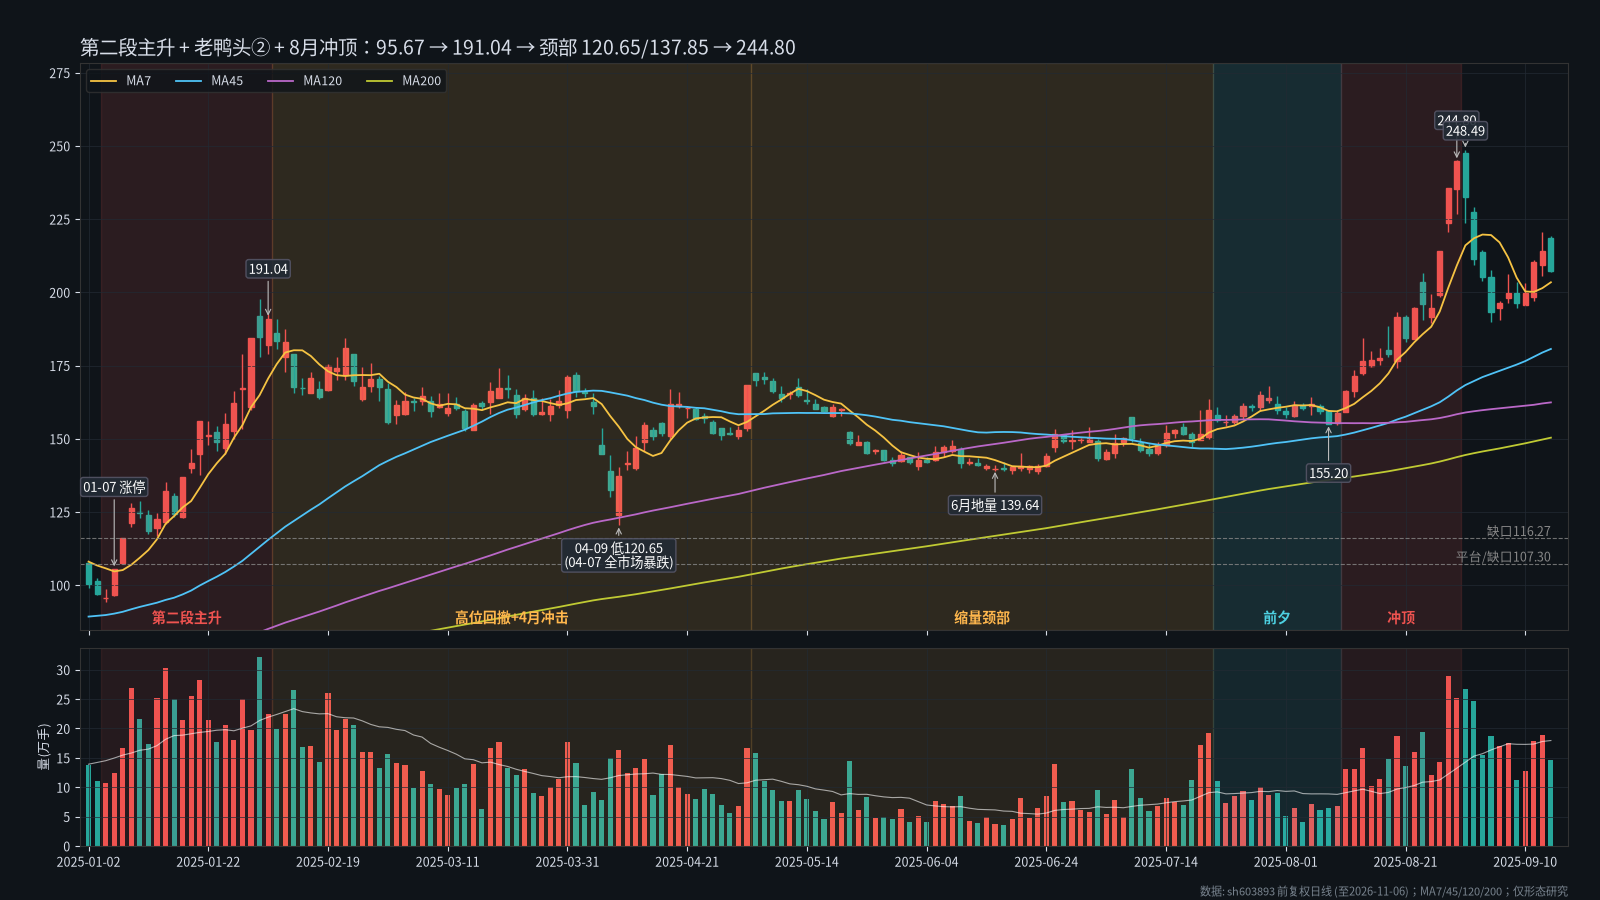 第二段主升 + 老鸭头② + 8月冲顶：95.67 → 191.04 → 颈部 120.65/137.85 → 244.80
MA7
MA45
MA120
MA200
275
250
225
200
175
150
125
100
244.80
248.49
191.04
01-07 涨停
155.20
6月地量 139.64
04-09 低120.65
(04-07 全市场暴跌)
缺口116.27
平台/缺口107.30
第二段主升
高位回撤+4月冲击
缩量颈部
前夕
冲顶
量(万手)
30
25
20
15
10
5
0
2025-01-02
2025-01-22
2025-02-19
2025-03-11
2025-03-31
2025-04-21
2025-05-14
2025-06-04
2025-06-24
2025-07-14
2025-08-01
2025-08-21
2025-09-10
数据: sh603893 前复权日线 (至2026-11-06)；MA7/45/120/200；仅形态研究